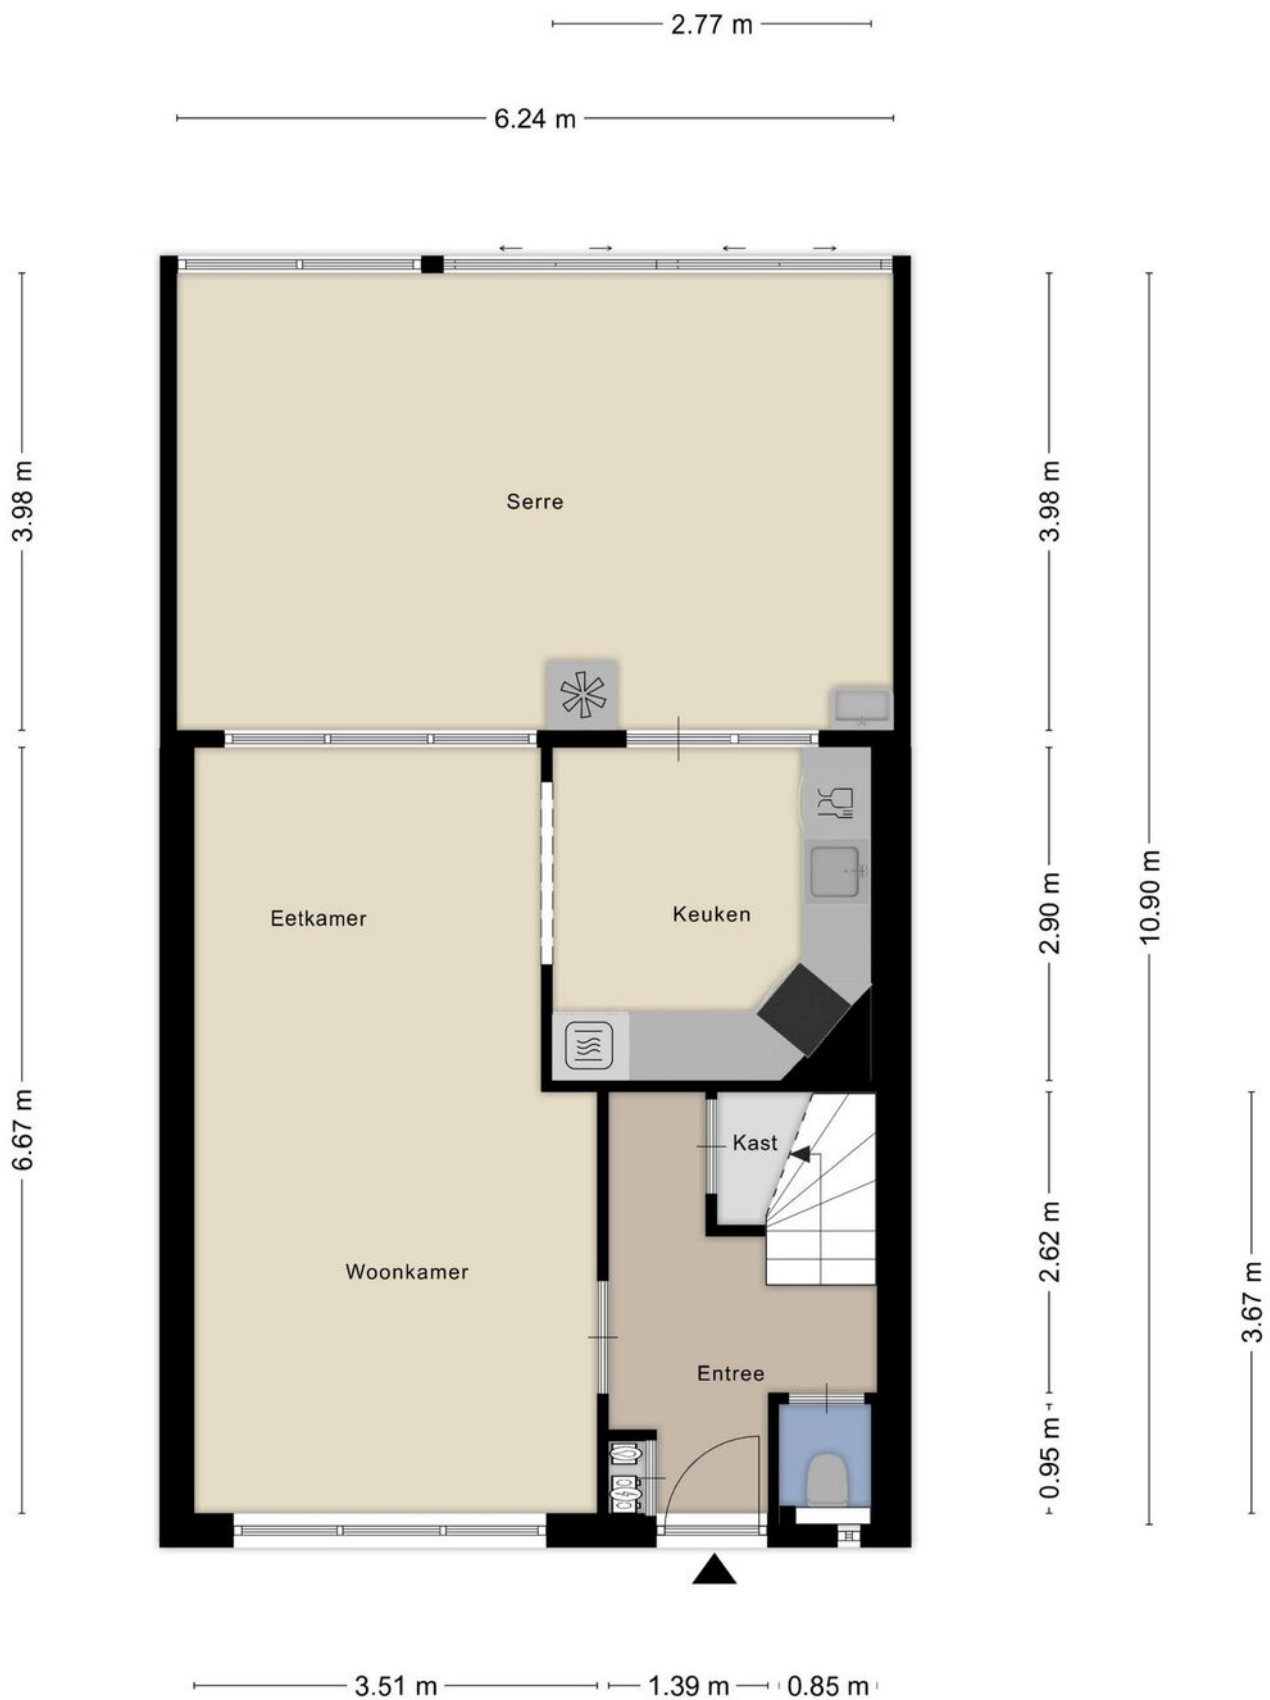 2.77 m
6.24 m
3.98 m
Serre
3.98 m
Eetkamer
Keuken
2.90 m
10.90 m
6.67 m
Kast
2.62 m
Woonkamer
3.67 m
Entree
0.95 m
3.51 m
1.39 m
0.85 m